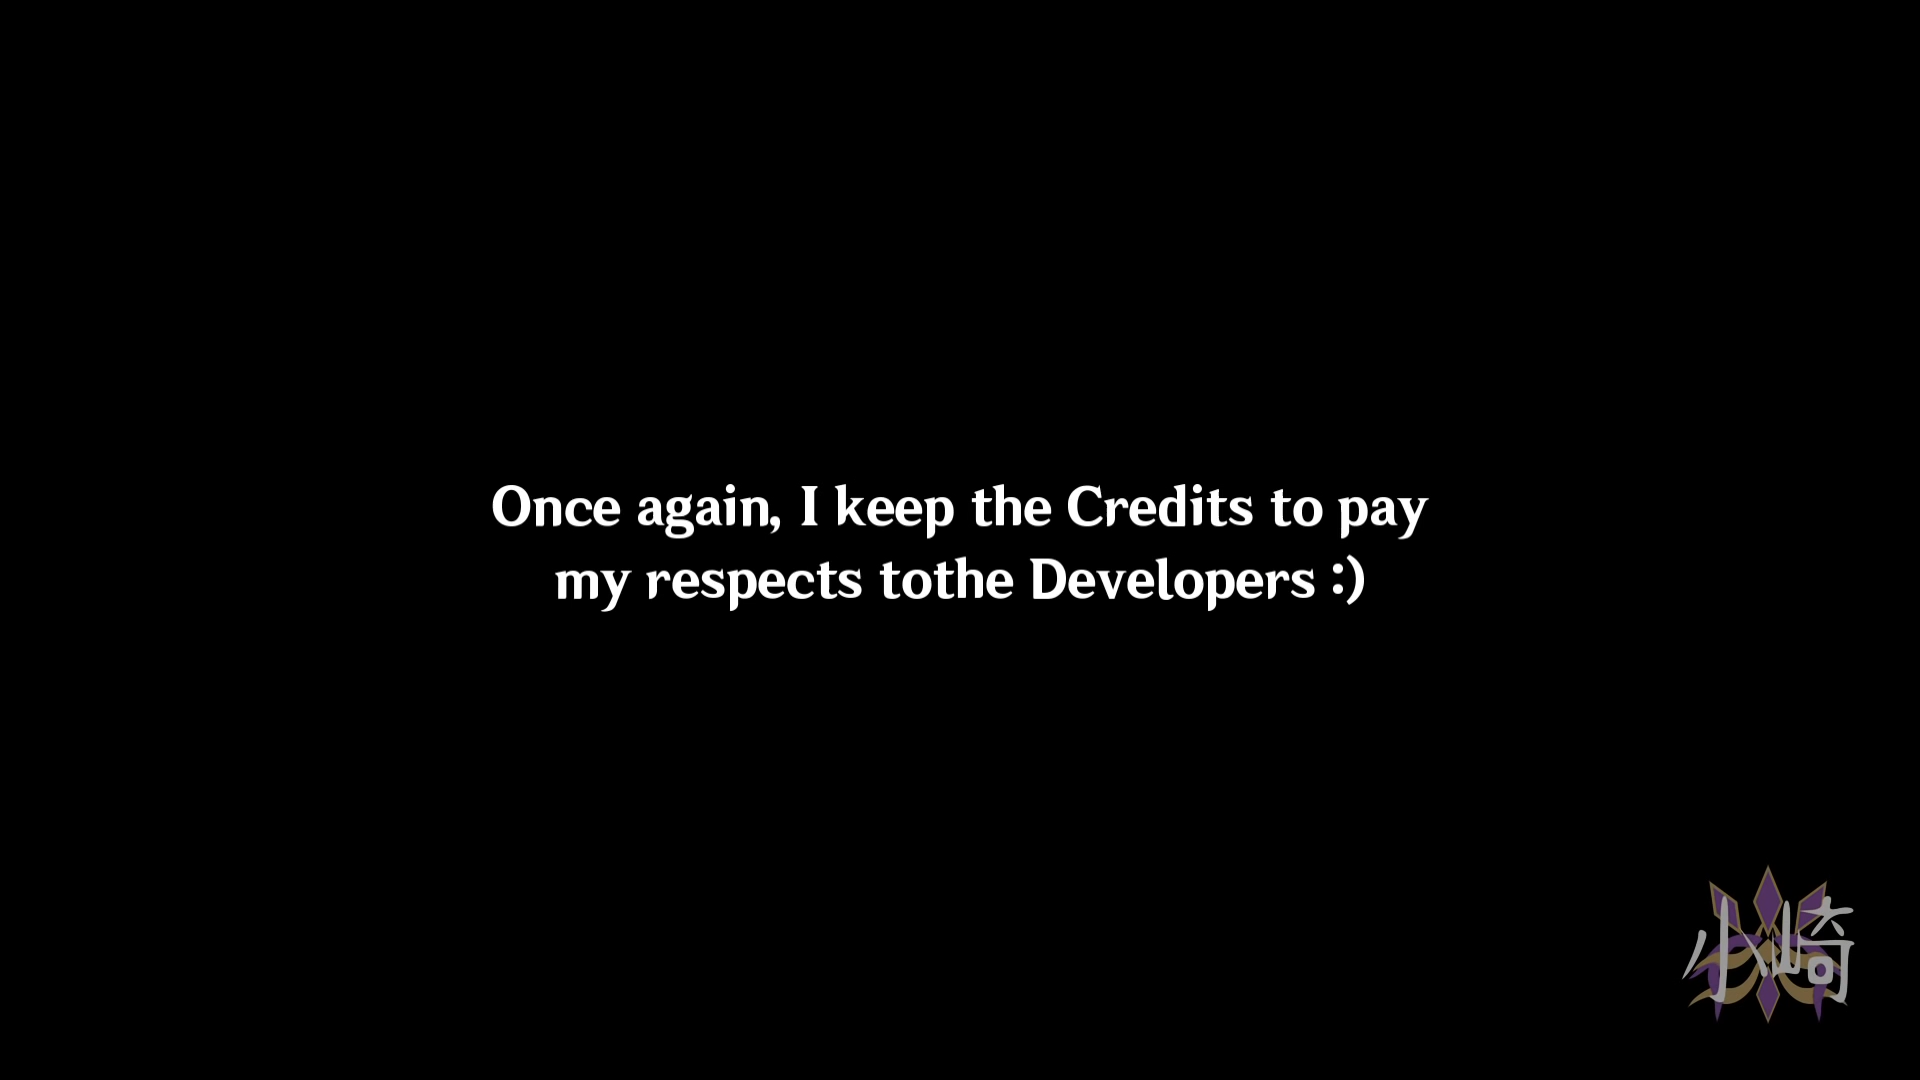 Once again, I keep the Credits to pay
my respects tothe Developers :)
小崎